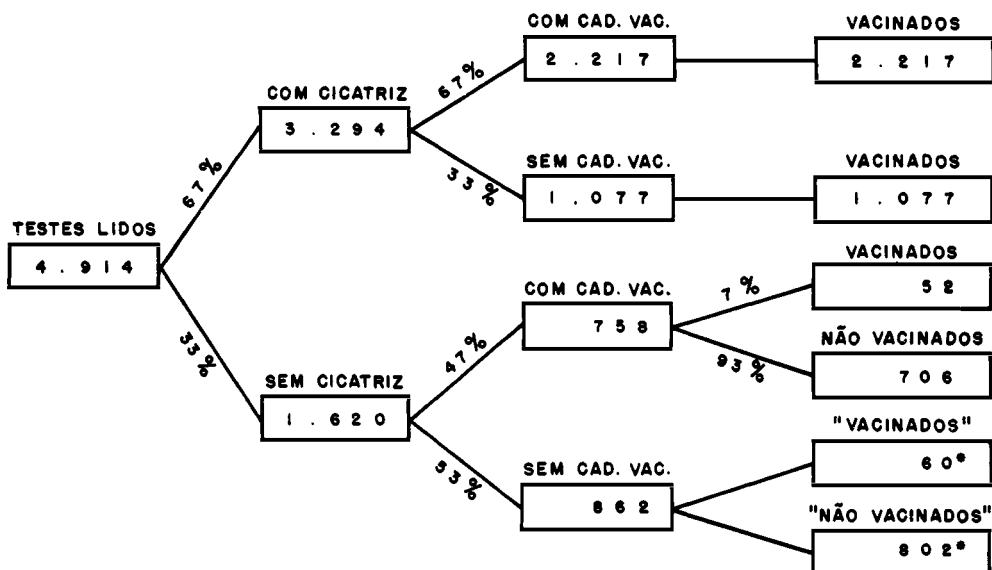 TESTES LIDOS
4.914
67%
33%
COM CICATRIZ
3.294
67%
33%
COM CAD. VAC.
2.217
VACINADOS
2.217
SEM CAD. VAC.
1.077
VACINADOS
1.077
SEM CICATRIZ
1.620
47%
53%
COM CAD. VAC.
758
7%
93%
VACINADOS
52
NÃO VACINADOS
706
SEM CAD. VAC.
862
"VACINADOS"
60*
"NÃO VACINADOS"
802*